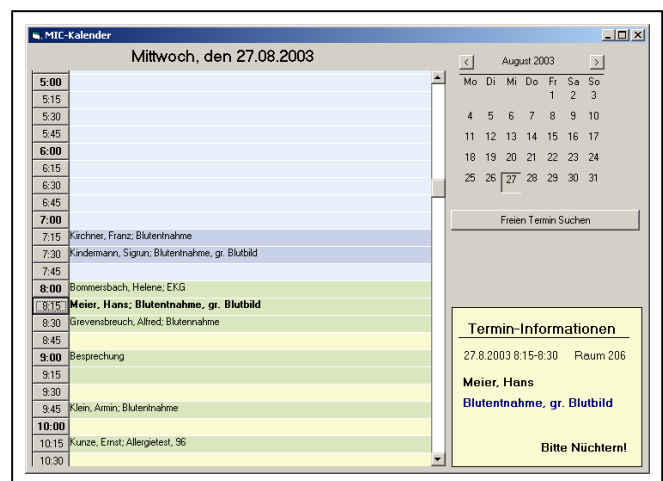 MIC-Kalender
Mittwoch, den 27.08.2003
5:00
5:15
5:30
5:45
6:00
6:15
6:30
6:45
7:00
7:15 Kirchner, Franz; Blutentnahme
7:30 Kindermann, Sigrun; Blutentnahme, gr. Blutbild
7:45
8:00 Bommersbach, Helene; EKG
8:15 Meier, Hans; Blutentnahme, gr. Blutbild
8:30 Grevensbreuch, Alfred; Blutennahme
8:45
9:00 Besprechung
9:15
9:30
9:45 Klein, Armin; Blutentnahme
10:00
10:15 Kunze, Ernst; Allergietest, 96
10:30
< August 2003 >
Mo Di Mi Do Fr Sa So
1 2 3
4 5 6 7 8 9 10
11 12 13 14 15 16 17
18 19 20 21 22 23 24
25 26 27 28 29 30 31
Freien Termin Suchen
Termin-Informationen
27.8.2003 8:15-8:30 Raum 206
Meier, Hans
Blutentnahme, gr. Blutbild
Bitte Nüchtern!